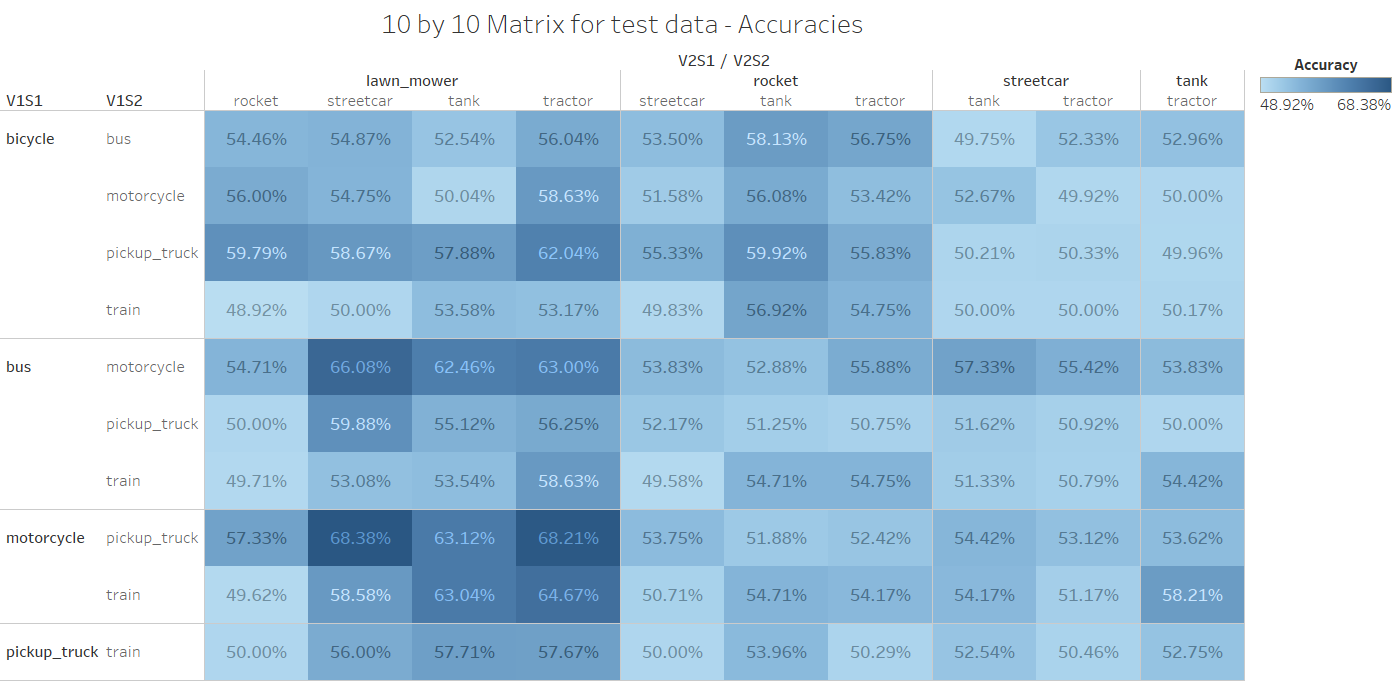 10 by 10 Matrix for test data - Accuracies
V2S1 / V2S2
Accuracy
lawn_mower rocket streetcar tank
48.92% 68.38%
V1S1 V1S2 rocket streetcar tank tractor streetcar tank tractor tank tractor tractor
bicycle bus 54.46% 54.87% 52.54% 56.04% 53.50% 58.13% 56.75% 49.75% 52.33% 52.96%
motorcycle 56.00% 54.75% 50.04% 58.63% 51.58% 56.08% 53.42% 52.67% 49.92% 50.00%
pickup_truck 59.79% 58.67% 57.88% 62.04% 55.33% 59.92% 55.83% 50.21% 50.33% 49.96%
train 48.92% 50.00% 53.58% 53.17% 49.83% 56.92% 54.75% 50.00% 50.00% 50.17%
bus motorcycle 54.71% 66.08% 62.46% 63.00% 53.83% 52.88% 55.88% 57.33% 55.42% 53.83%
pickup_truck 50.00% 59.88% 55.12% 56.25% 52.17% 51.25% 50.75% 51.62% 50.92% 50.00%
train 49.71% 53.08% 53.54% 58.63% 49.58% 54.71% 54.75% 51.33% 50.79% 54.42%
motorcycle pickup_truck 57.33% 68.38% 63.12% 68.21% 53.75% 51.88% 52.42% 54.42% 53.12% 53.62%
train 49.62% 58.58% 63.04% 64.67% 50.71% 54.71% 54.17% 54.17% 51.17% 58.21%
pickup_truck train 50.00% 56.00% 57.71% 57.67% 50.00% 53.96% 50.29% 52.54% 50.46% 52.75%